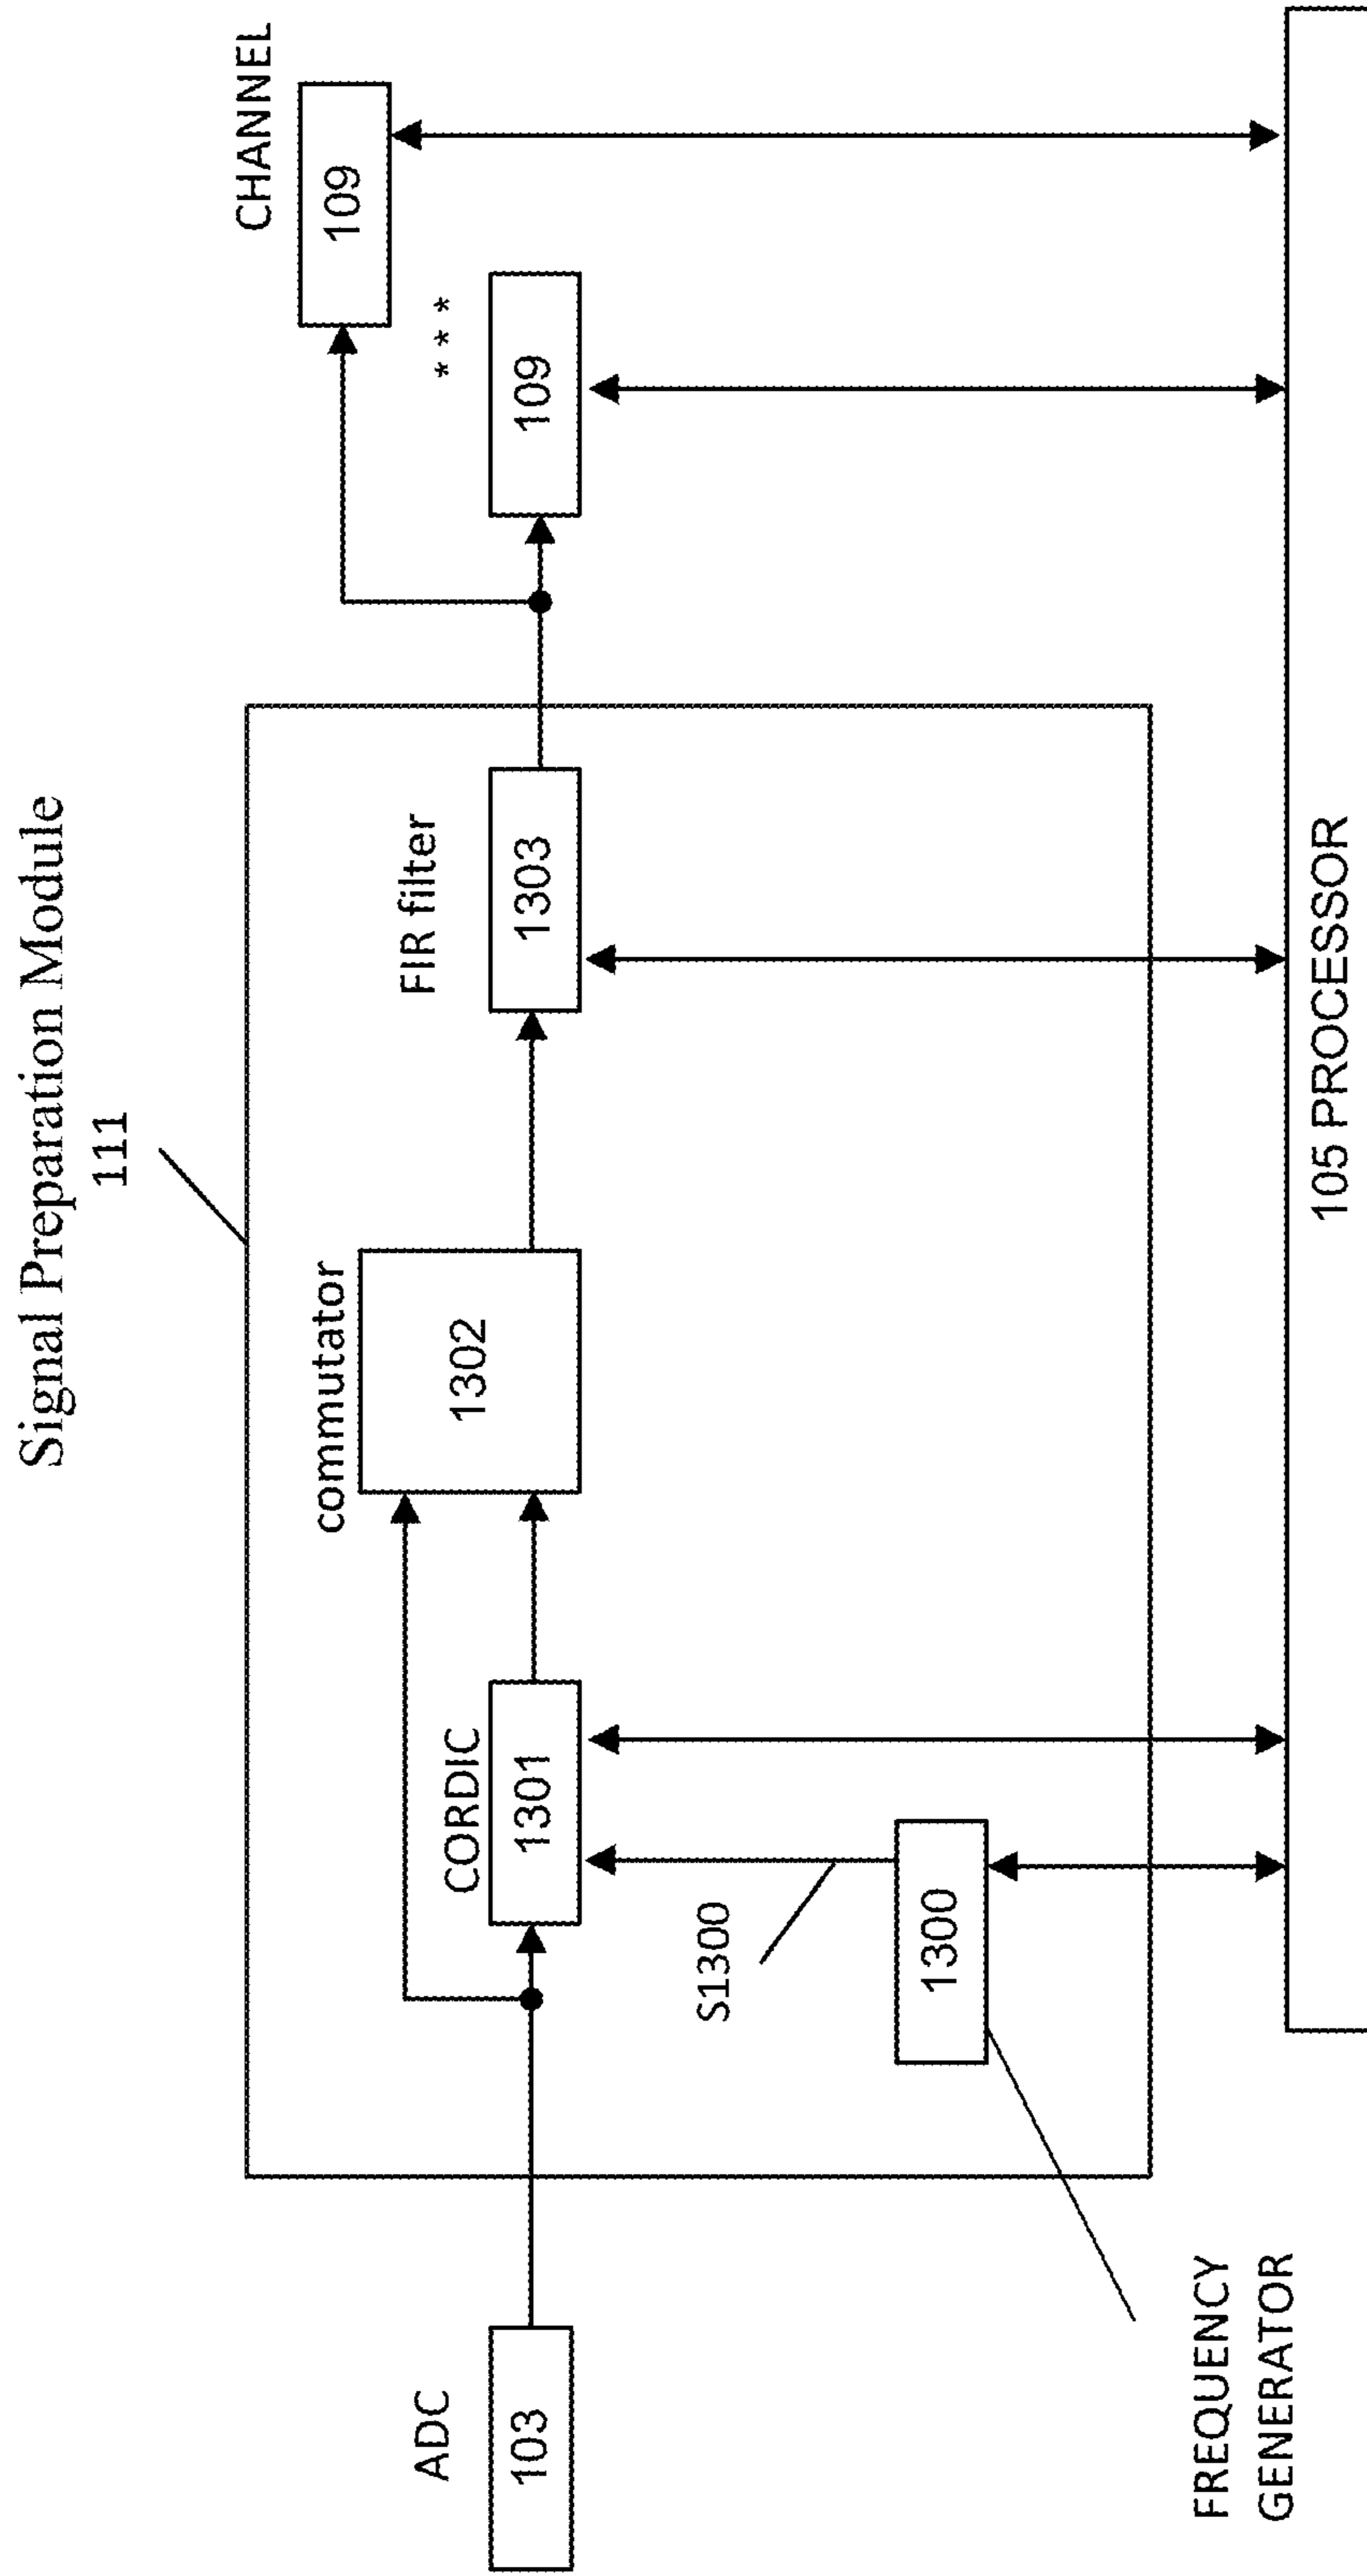 Signal Preparation Module
111
CHANNEL
109
* * *
109
FIR filter
1303
commutator
1302
CORDIC
1301
ADC
103
S1300
1300
FREQUENCY
GENERATOR
105 PROCESSOR